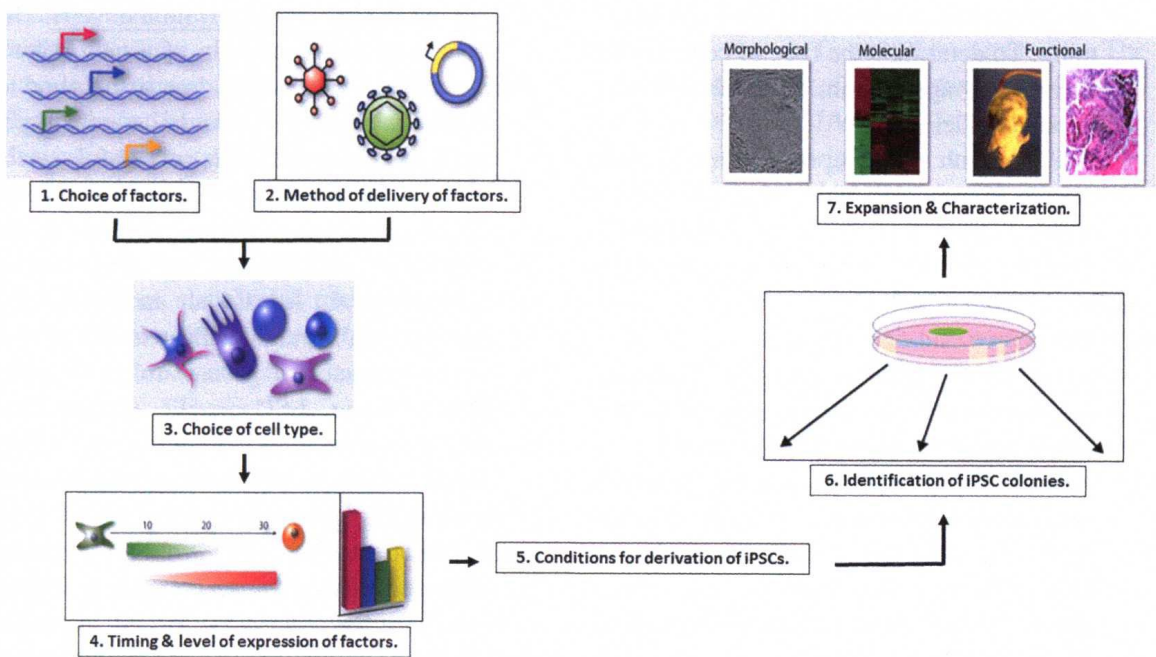 1. Choice of factors.
2. Method of delivery of factors.
3. Choice of cell type.
10 20 30
4. Timing & level of expression of factors.
5. Conditions for derivation of iPSCs.
6. Identification of iPSC colonies.
Morphological Molecular Functional
7. Expansion & Characterization.